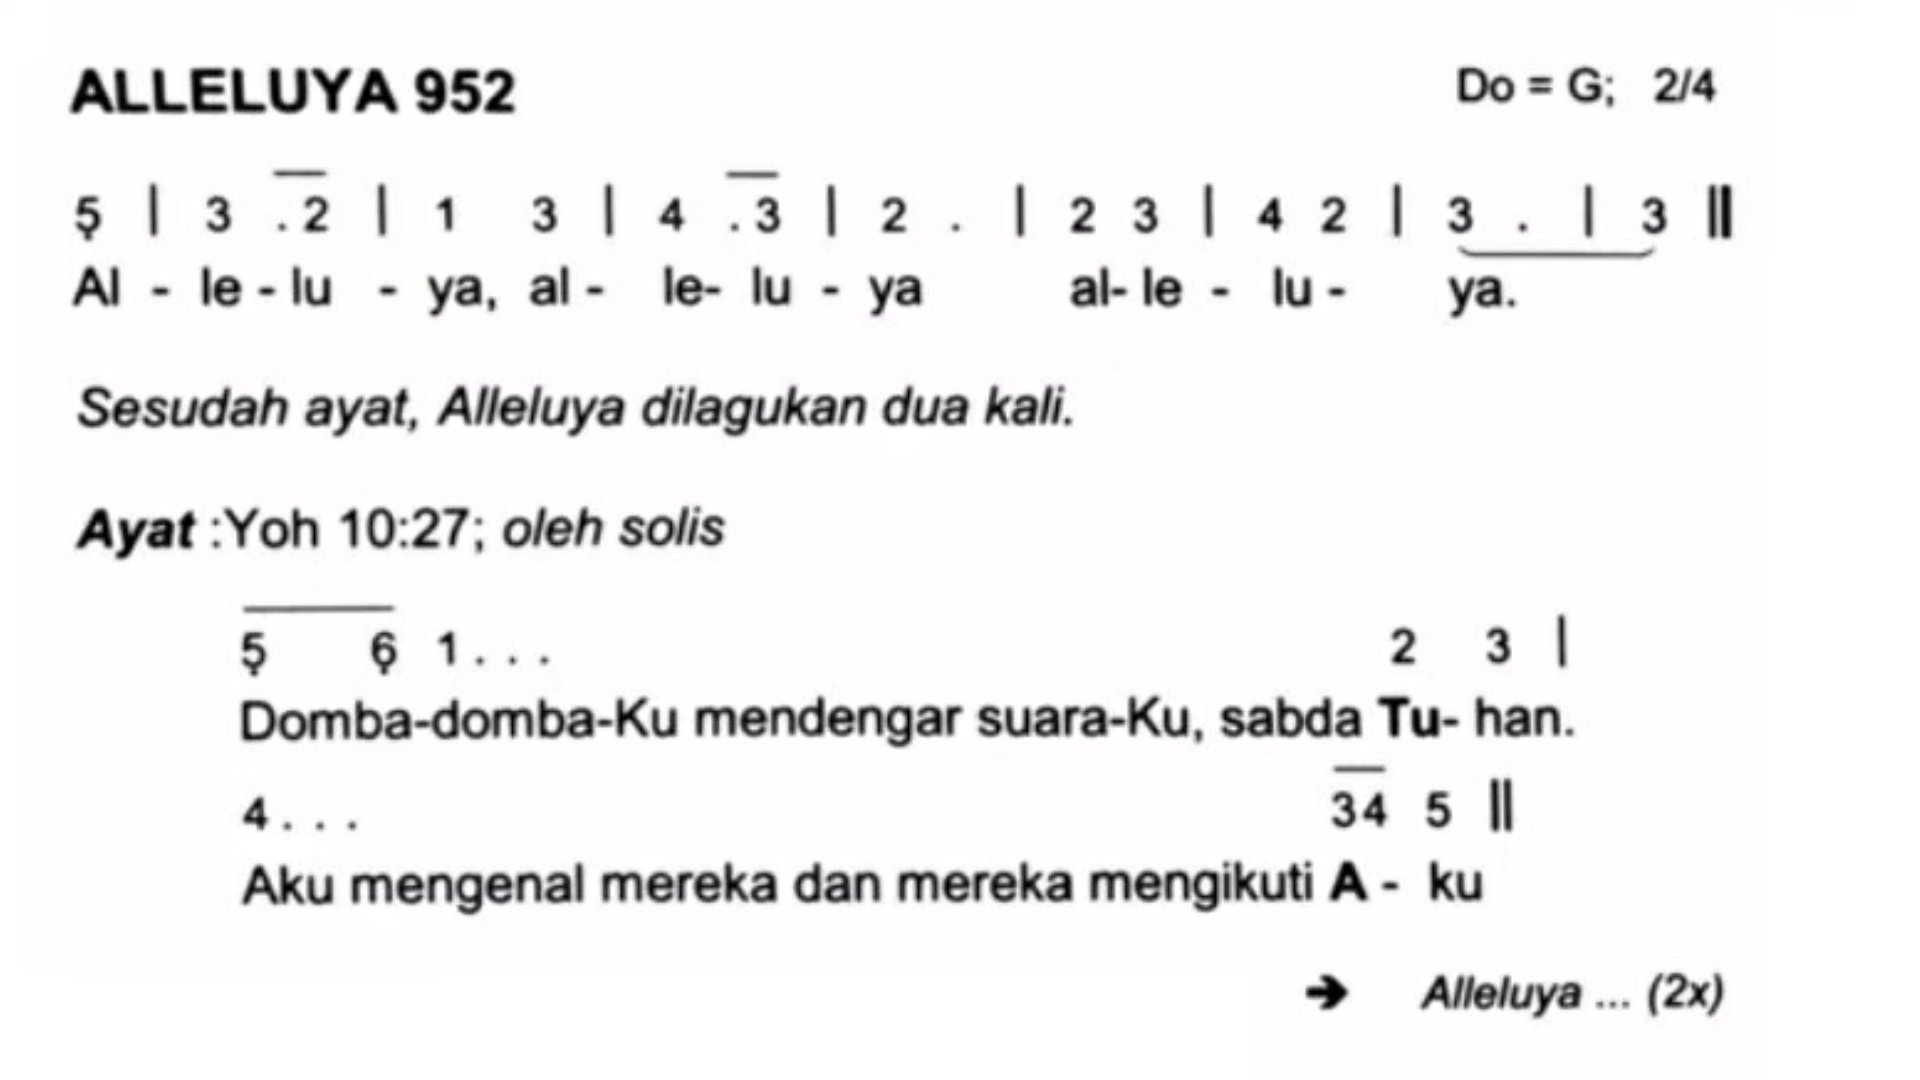 ALLELUYA 952 Do = G; 2/4
5̣ | 3 .̅2̅ | 1 3 | 4 .̅3̅ | 2 . | 2 3 | 4 2 | 3 . | 3 ||
Al - le - lu - ya, al - le- lu - ya al- le - lu - ya.
Sesudah ayat, Alleluya dilagukan dua kali.
Ayat :Yoh 10:27; oleh solis
5̣̅ 6̣̅ 1 . . . 2 3 |
Domba-domba-Ku mendengar suara-Ku, sabda Tu- han.
4 . . . 3̅4̅ 5 ||
Aku mengenal mereka dan mereka mengikuti A - ku
➔ Alleluya ... (2x)